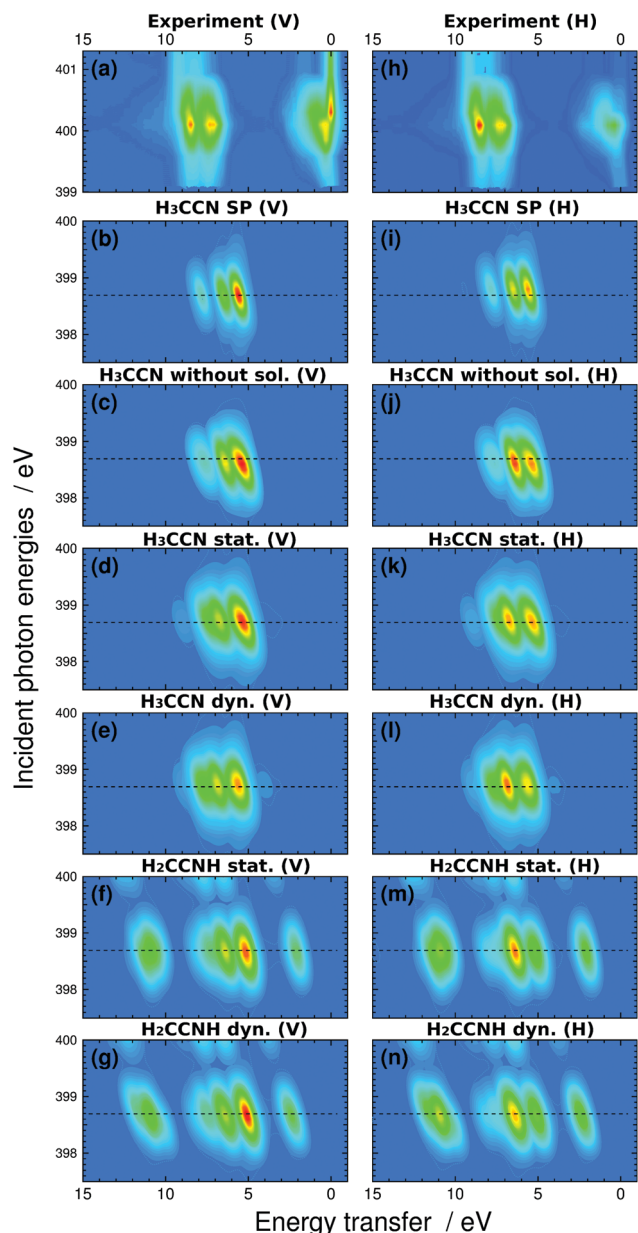 Experiment (V) Experiment (H)
15 10 5 0 15 10 5 0
(a) (h)
401
400
399
H₃CCN SP (V) H₃CCN SP (H)
(b) (i)
400
399
398
H₃CCN without sol. (V) H₃CCN without sol. (H)
(c) (j)
400
399
398
H₃CCN stat. (V) H₃CCN stat. (H)
(d) (k)
400
399
398
H₃CCN dyn. (V) H₃CCN dyn. (H)
(e) (l)
400
399
398
H₂CCNH stat. (V) H₂CCNH stat. (H)
(f) (m)
400
399
398
H₂CCNH dyn. (V) H₂CCNH dyn. (H)
(g) (n)
400
399
398
15 10 5 0 15 10 5 0
Incident photon energies / eV
Energy transfer / eV